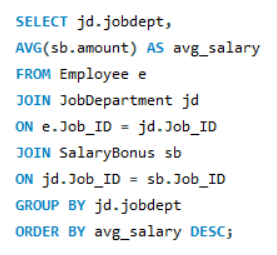 SELECT jd.jobdept,
AVG(sb.amount) AS avg_salary
FROM Employee e
JOIN JobDepartment jd
ON e.Job_ID = jd.Job_ID
JOIN SalaryBonus sb
ON jd.Job_ID = sb.Job_ID
GROUP BY jd.jobdept
ORDER BY avg_salary DESC;